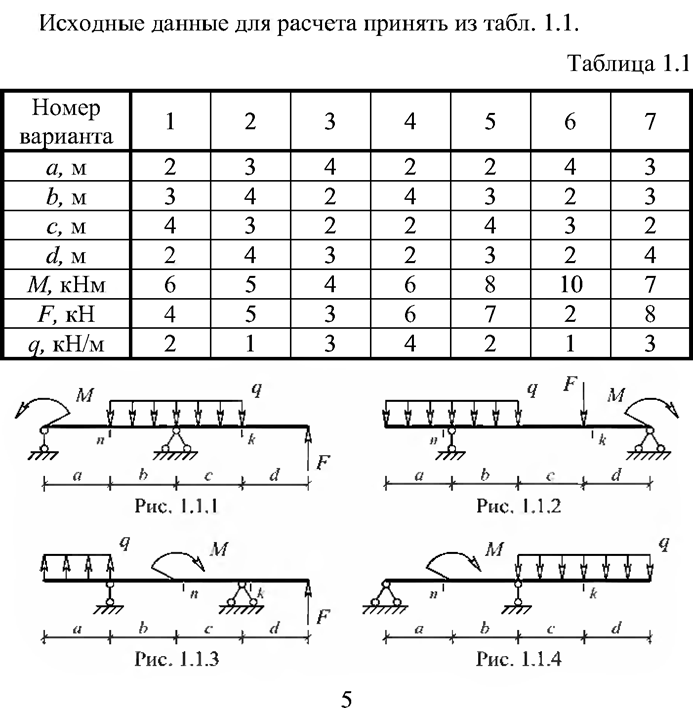 Исходные данные для расчета принять из табл. 1.1.
Таблица 1.1
Номер варианта 1 2 3 4 5 6 7
a, м 2 3 4 2 2 4 3
b, м 3 4 2 4 3 2 3
c, м 4 3 2 2 4 3 2
d, м 2 4 3 2 3 2 4
M, кНм 6 5 4 6 8 10 7
F, кН 4 5 3 6 7 2 8
q, кН/м 2 1 3 4 2 1 3
M q
n k
F
a b c d
Рис. 1.1.1
q F M
n k
a b c d
Рис. 1.1.2
q M
n k
F
a b c d
Рис. 1.1.3
M q
n k
a b c d
Рис. 1.1.4
5